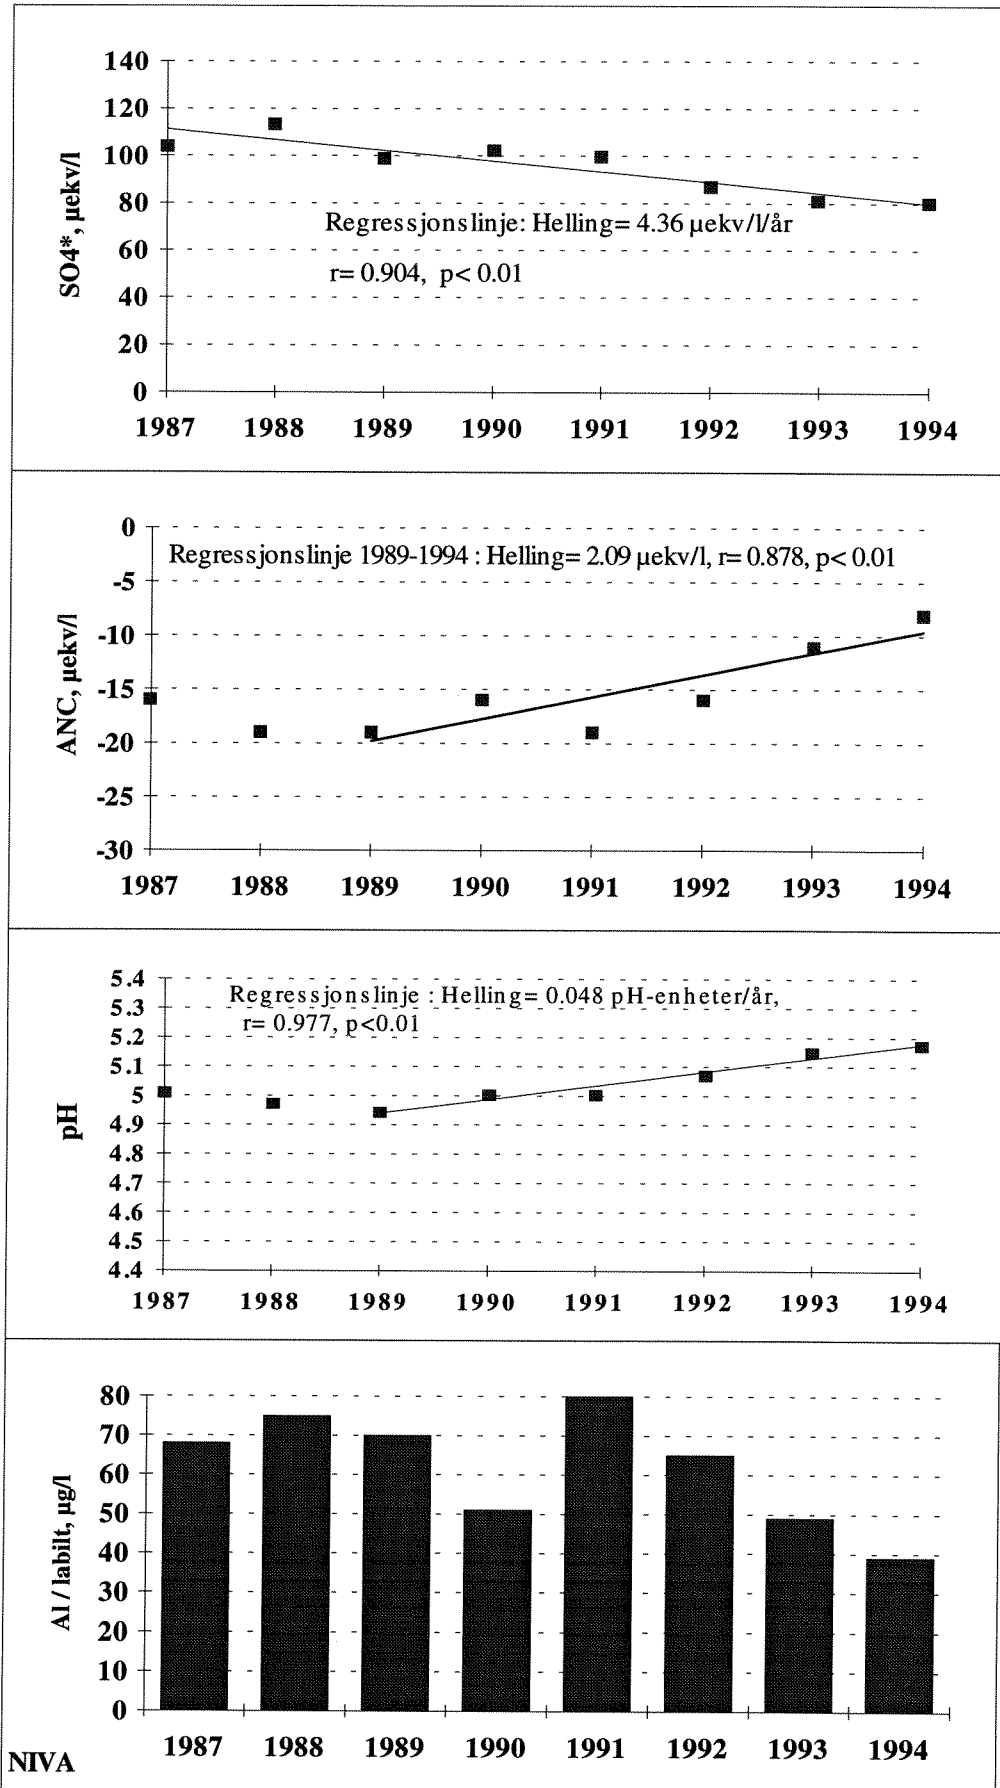 140
120
100
80
60
40
20
0
SO4*, µekv/l
Regressjonslinje: Helling= 4.36 µekv/l/år
r= 0.904, p< 0.01
1987 1988 1989 1990 1991 1992 1993 1994
0
-5
-10
-15
-20
-25
-30
ANC, µekv/l
Regressjonslinje 1989-1994 : Helling= 2.09 µekv/l, r= 0.878, p< 0.01
1987 1988 1989 1990 1991 1992 1993 1994
5.4
5.3
5.2
5.1
5
4.9
4.8
4.7
4.6
4.5
4.4
pH
Regressjonslinje : Helling= 0.048 pH-enheter/år,
r= 0.977, p<0.01
1987 1988 1989 1990 1991 1992 1993 1994
80
70
60
50
40
30
20
10
0
Al / labilt, µg/l
1987 1988 1989 1990 1991 1992 1993 1994
NIVA